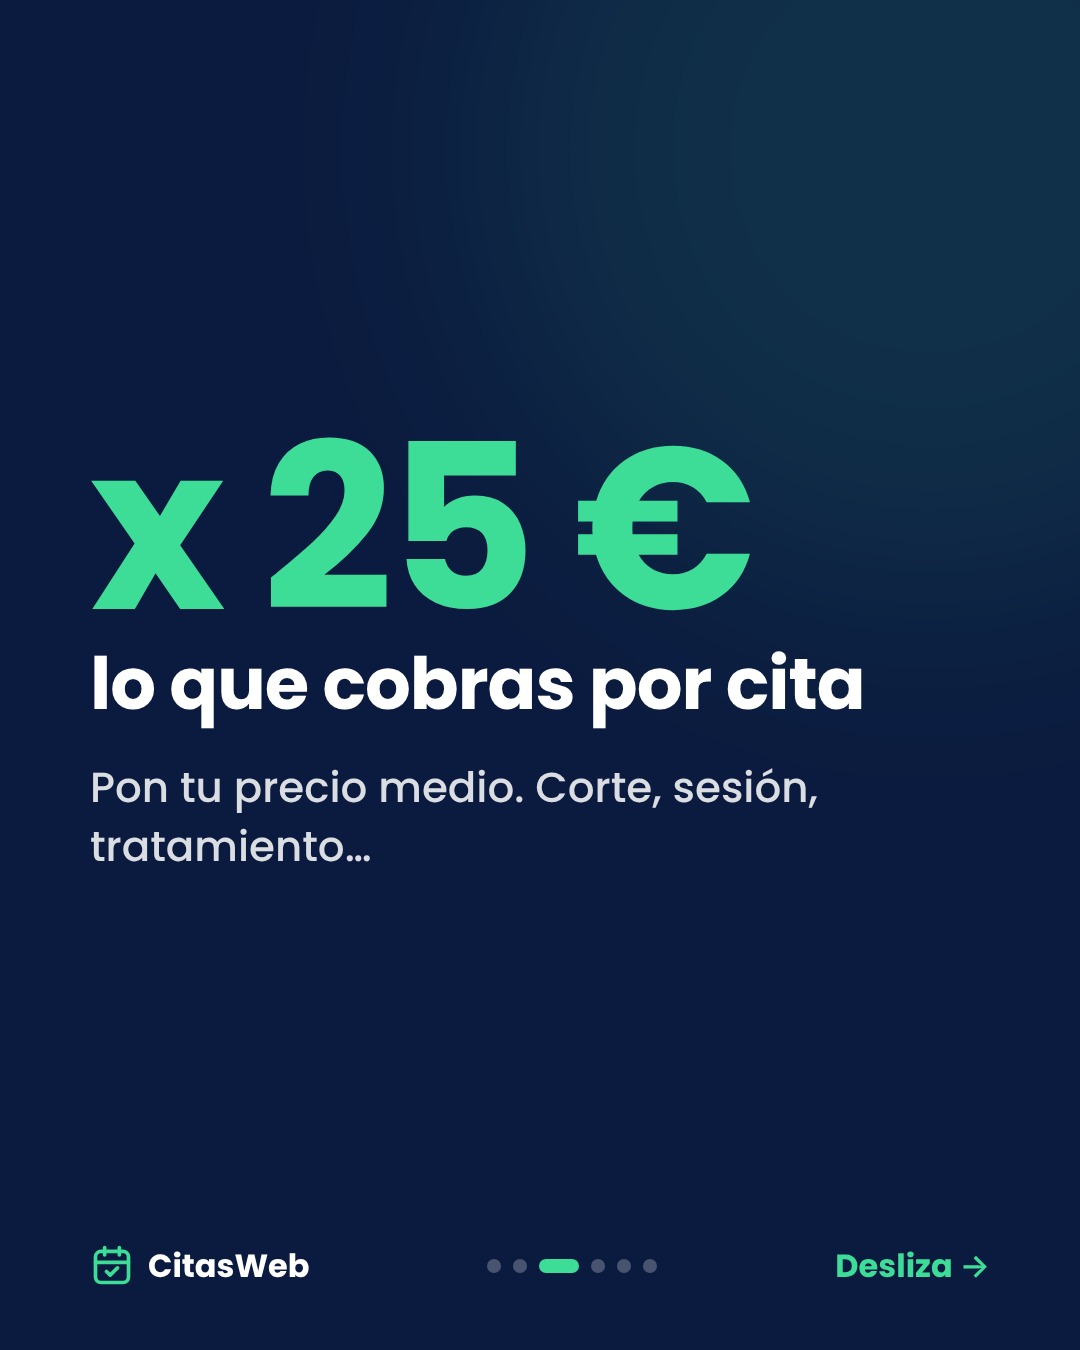 x 25 €
lo que cobras por cita
Pon tu precio medio. Corte, sesión,
tratamiento...
CitasWeb
Desliza →